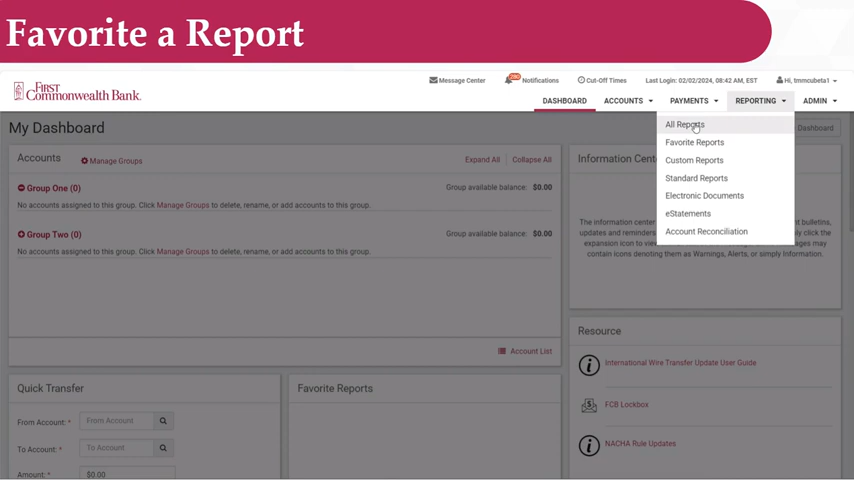 Favorite a Report
FIRST COMMONWEALTH BANK.
Message Center
280
Notifications
Cut-Off Times
Last Login: 02/02/2024, 08:42 AM, EST
Hi, tmrncubeta1
DASHBOARD
ACCOUNTS
PAYMENTS
REPORTING
ADMIN
My Dashboard
Dashboard
All Reports
Favorite Reports
Custom Reports
Standard Reports
Electronic Documents
eStatements
Account Reconciliation
Accounts
Manage Groups
Expand All
Collapse All
Group One (0)
Group available balance: $0.00
No accounts assigned to this group. Click Manage Groups to delete, rename, or add accounts to this group.
Group Two (0)
Group available balance: $0.00
No accounts assigned to this group. Click Manage Groups to delete, rename, or add accounts to this group.
Account List
Information Cent
The information center
t bulletins,
updates and reminders
ly click the
expansion icon to view
ages may
contain icons denoting them as Warnings, Alerts, or simply Information.
Resource
International Wire Transfer Update User Guide
FCB Lockbox
NACHA Rule Updates
Quick Transfer
From Account: *
From Account
To Account: *
To Account
Amount: *
$0.00
Favorite Reports